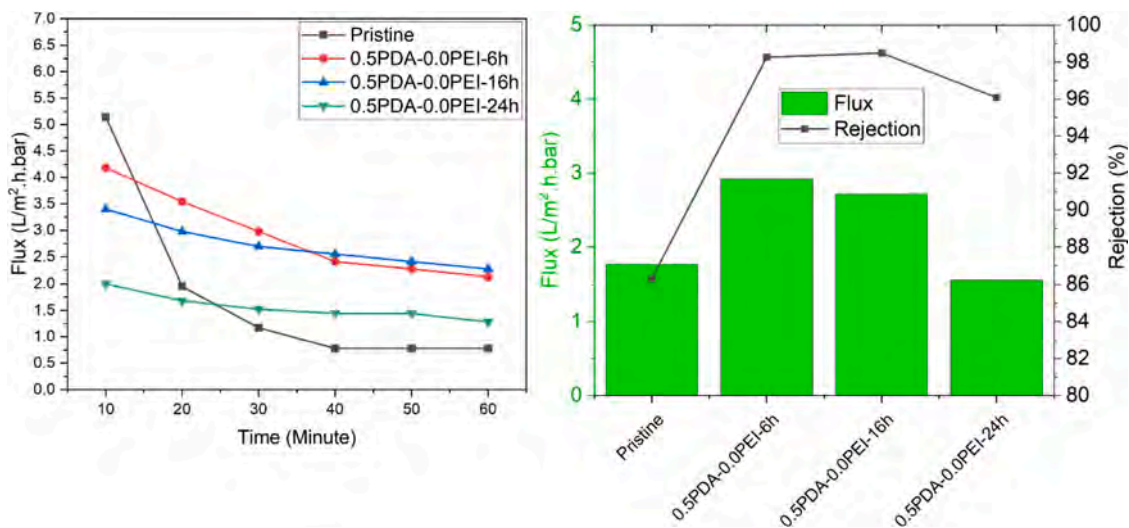 7.0
6.5
6.0
5.5
5.0
4.5
4.0
3.5
3.0
2.5
2.0
1.5
1.0
0.5
0.0
Flux (L/m².h.bar)
Pristine
0.5PDA-0.0PEI-6h
0.5PDA-0.0PEI-16h
0.5PDA-0.0PEI-24h
10 20 30 40 50 60
Time (Minute)
5
4
3
2
1
0
Flux (L/m².h.bar)
Flux
Rejection
100
98
96
94
92
90
88
86
84
82
80
Rejection (%)
Pristine
0.5PDA-0.0PEI-6h
0.5PDA-0.0PEI-16h
0.5PDA-0.0PEI-24h